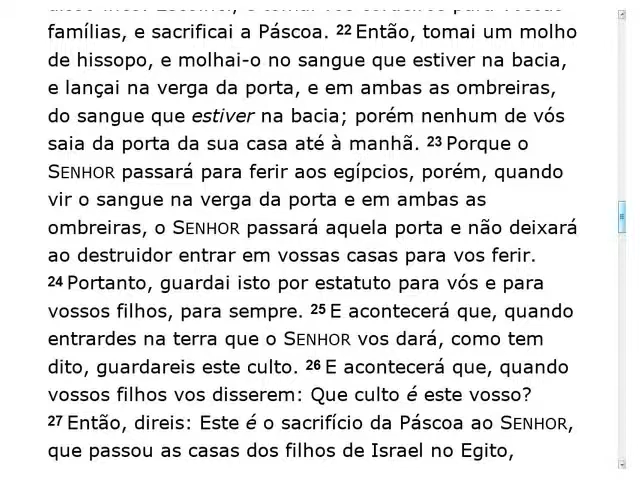 famílias, e sacrificai a Páscoa. 22 Então, tomai um molho
de hissopo, e molhai-o no sangue que estiver na bacia,
e lançai na verga da porta, e em ambas as ombreiras,
do sangue que estiver na bacia; porém nenhum de vós
saia da porta da sua casa até à manhã. 23 Porque o
SENHOR passará para ferir aos egípcios, porém, quando
vir o sangue na verga da porta e em ambas as
ombreiras, o SENHOR passará aquela porta e não deixará
ao destruidor entrar em vossas casas para vos ferir.
24 Portanto, guardai isto por estatuto para vós e para
vossos filhos, para sempre. 25 E acontecerá que, quando
entrardes na terra que o SENHOR vos dará, como tem
dito, guardareis este culto. 26 E acontecerá que, quando
vossos filhos vos disserem: Que culto é este vosso?
27 Então, direis: Este é o sacrifício da Páscoa ao SENHOR,
que passou as casas dos filhos de Israel no Egito,